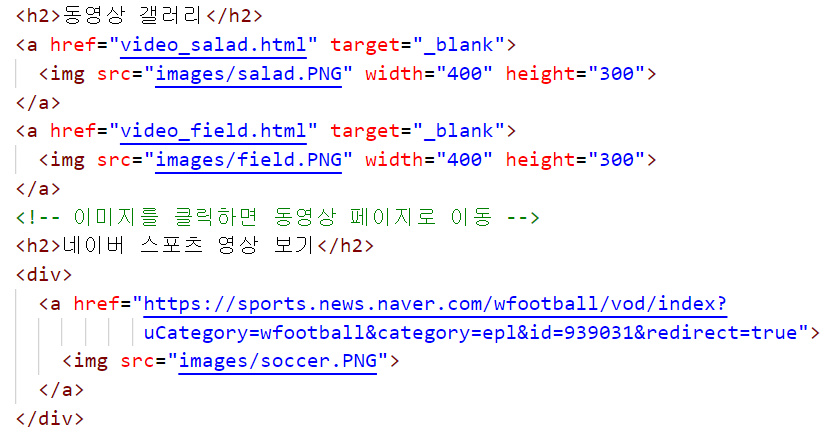 <h2>동영상 갤러리</h2>
<a href="video_salad.html" target="_blank">
<img src="images/salad.PNG" width="400" height="300">
</a>
<a href="video_field.html" target="_blank">
<img src="images/field.PNG" width="400" height="300">
</a>
<!-- 이미지를 클릭하면 동영상 페이지로 이동 -->
<h2>네이버 스포츠 영상 보기</h2>
<div>
<a href="https://sports.news.naver.com/wfootball/vod/index?
uCategory=wfootball&category=epl&id=939031&redirect=true">
<img src="images/soccer.PNG">
</a>
</div>